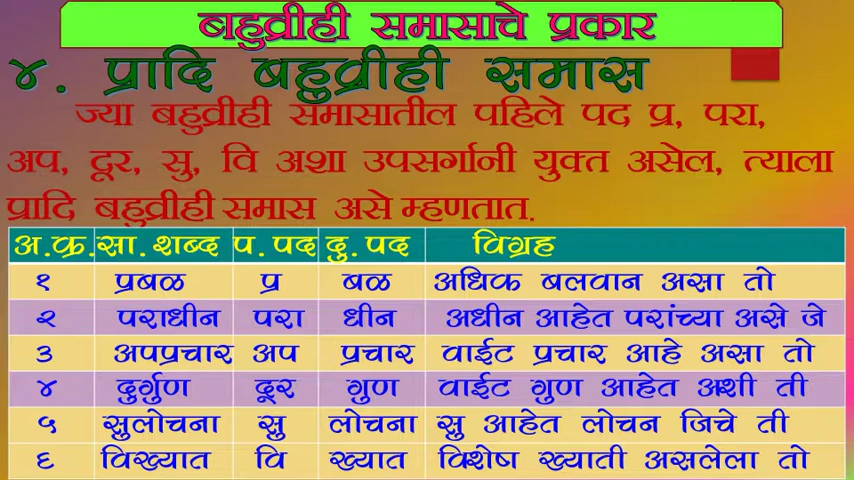 बहुव्रीही समासाचे प्रकार
४. प्रादि बहुव्रीही समास
ज्या बहुव्रीही समासातील पहिले पद प्र, परा,
अप, दूर, सु, वि अशा उपसर्गानी युक्त असेल, त्याला
प्रादि बहुव्रीही समास असे म्हणतात.
अ.क्र. सा. शब्द प. पद दु. पद विग्रह
१ प्रबळ प्र बळ अधिक बलवान असा तो
२ पराधीन परा धीन अधीन आहेत परांच्या असे जे
३ अपप्रचार अप प्रचार वाईट प्रचार आहे असा तो
४ दुर्गुण दूर गुण वाईट गुण आहेत अशी ती
५ सुलोचना सु लोचना सु आहेत लोचन जिचे ती
६ विख्यात वि ख्यात विशेष ख्याती असलेला तो